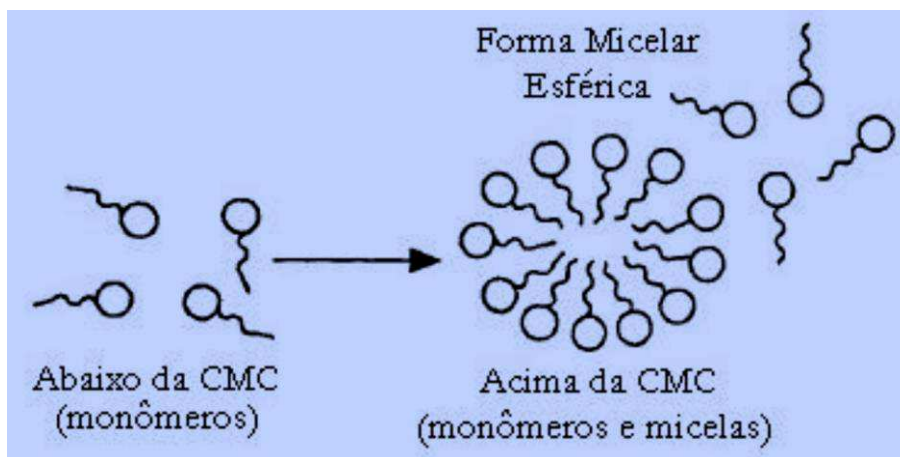 Forma Micelar
Esférica
Abaixo da CMC
(monômeros)
Acima da CMC
(monômeros e micelas)